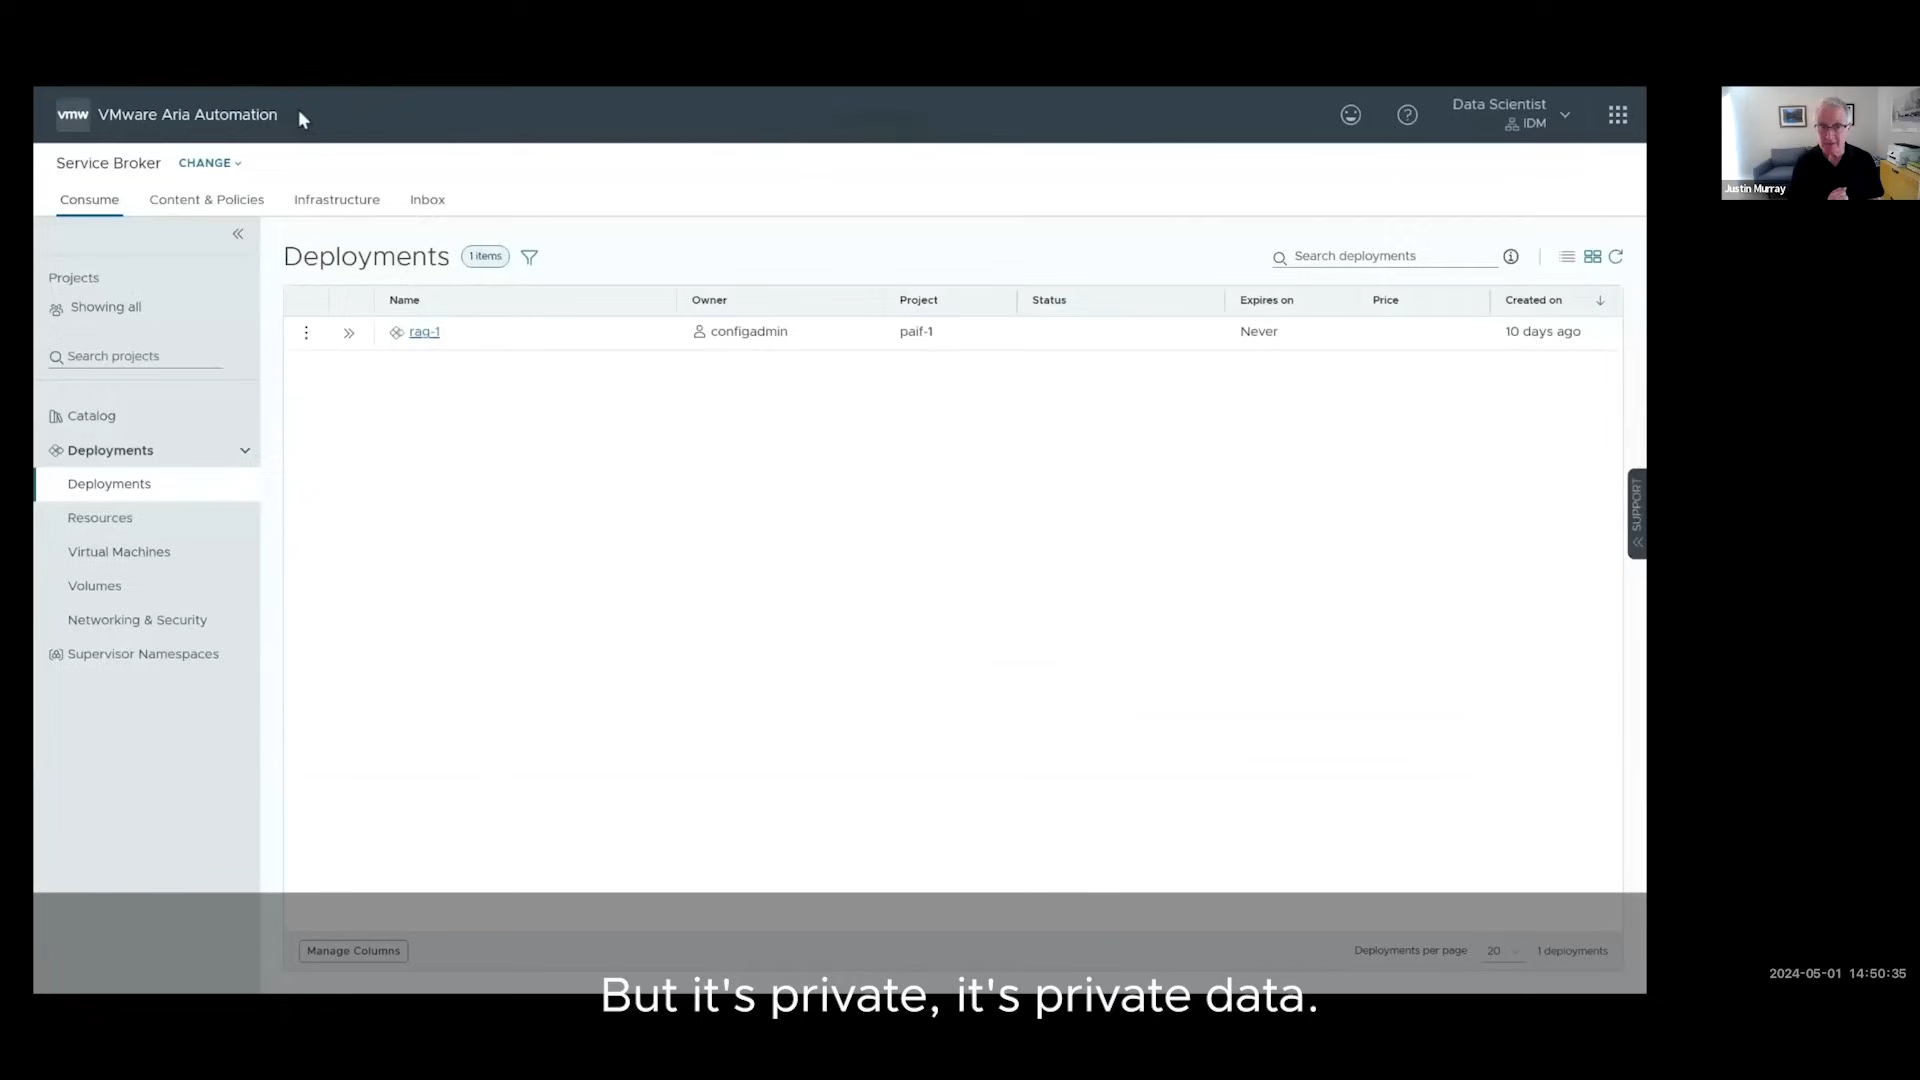 vmw VMware Aria Automation
Data Scientist
IDM
Service Broker CHANGE
Consume Content & Policies Infrastructure Inbox
Projects
Showing all
Search projects
Catalog
Deployments
Deployments
Resources
Virtual Machines
Volumes
Networking & Security
Supervisor Namespaces
Deployments 1 items
Search deployments
Name Owner Project Status Expires on Price Created on
rag-1 configadmin paif-1 Never 10 days ago
SUPPORT
Manage Columns
Deployments per page 20 1 deployments
Justin Murray
2024-05-01 14:50:35
But it's private, it's private data.